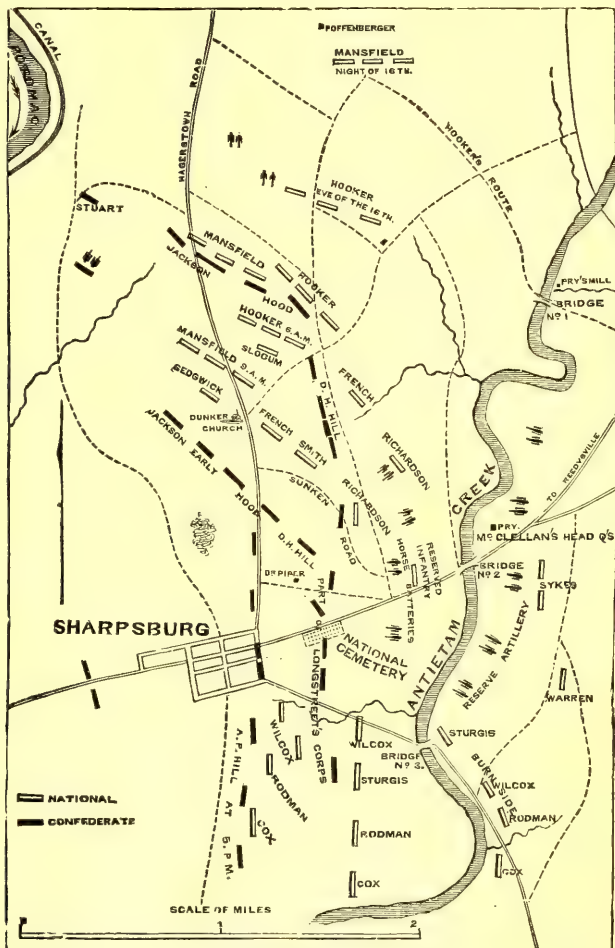 CANAL
POTOMAC
HAGERSTOWN ROAD
POFFENBERGER
MANSFIELD
NIGHT OF 16TH.
HOOKER'S ROUTE
HOOKER
EVE OF THE 16TH.
STUART
MANSFIELD
HOOKER
JACKSON
HOOD
PRY'S MILL
BRIDGE
No. 1
HOOKER 6 A.M.
SLOCUM
MANSFIELD 9 A.M.
SEDGWICK
D. H. HILL
FRENCH
DUNKER
CHURCH
FRENCH
SMITH
RICHARDSON
JACKSON EARLY
HOOD
SUNKEN
ROAD
RICHARDSON
CREEK
TO KEEDYSVILLE
PRY.
McCLELLAN'S HEAD Q'S
D. H. HILL
DR PIPER
HORSE BATTERIES
RESERVED
INFANTRY
BRIDGE
No. 2
SYKES
PART OF
LONGSTREET'S CORPS
SHARPSBURG
NATIONAL
CEMETERY
ANTIETAM
RESERVE ARTILLERY
WARREN
WILCOX
WILCOX
BRIDGE
No. 3.
STURGIS
A. P. HILL AT 5. P M.
RODMAN
STURGIS
BURNSIDE
WILCOX
RODMAN
NATIONAL
CONFEDERATE
COX
RODMAN
COX
COX
SCALE OF MILES
1
2